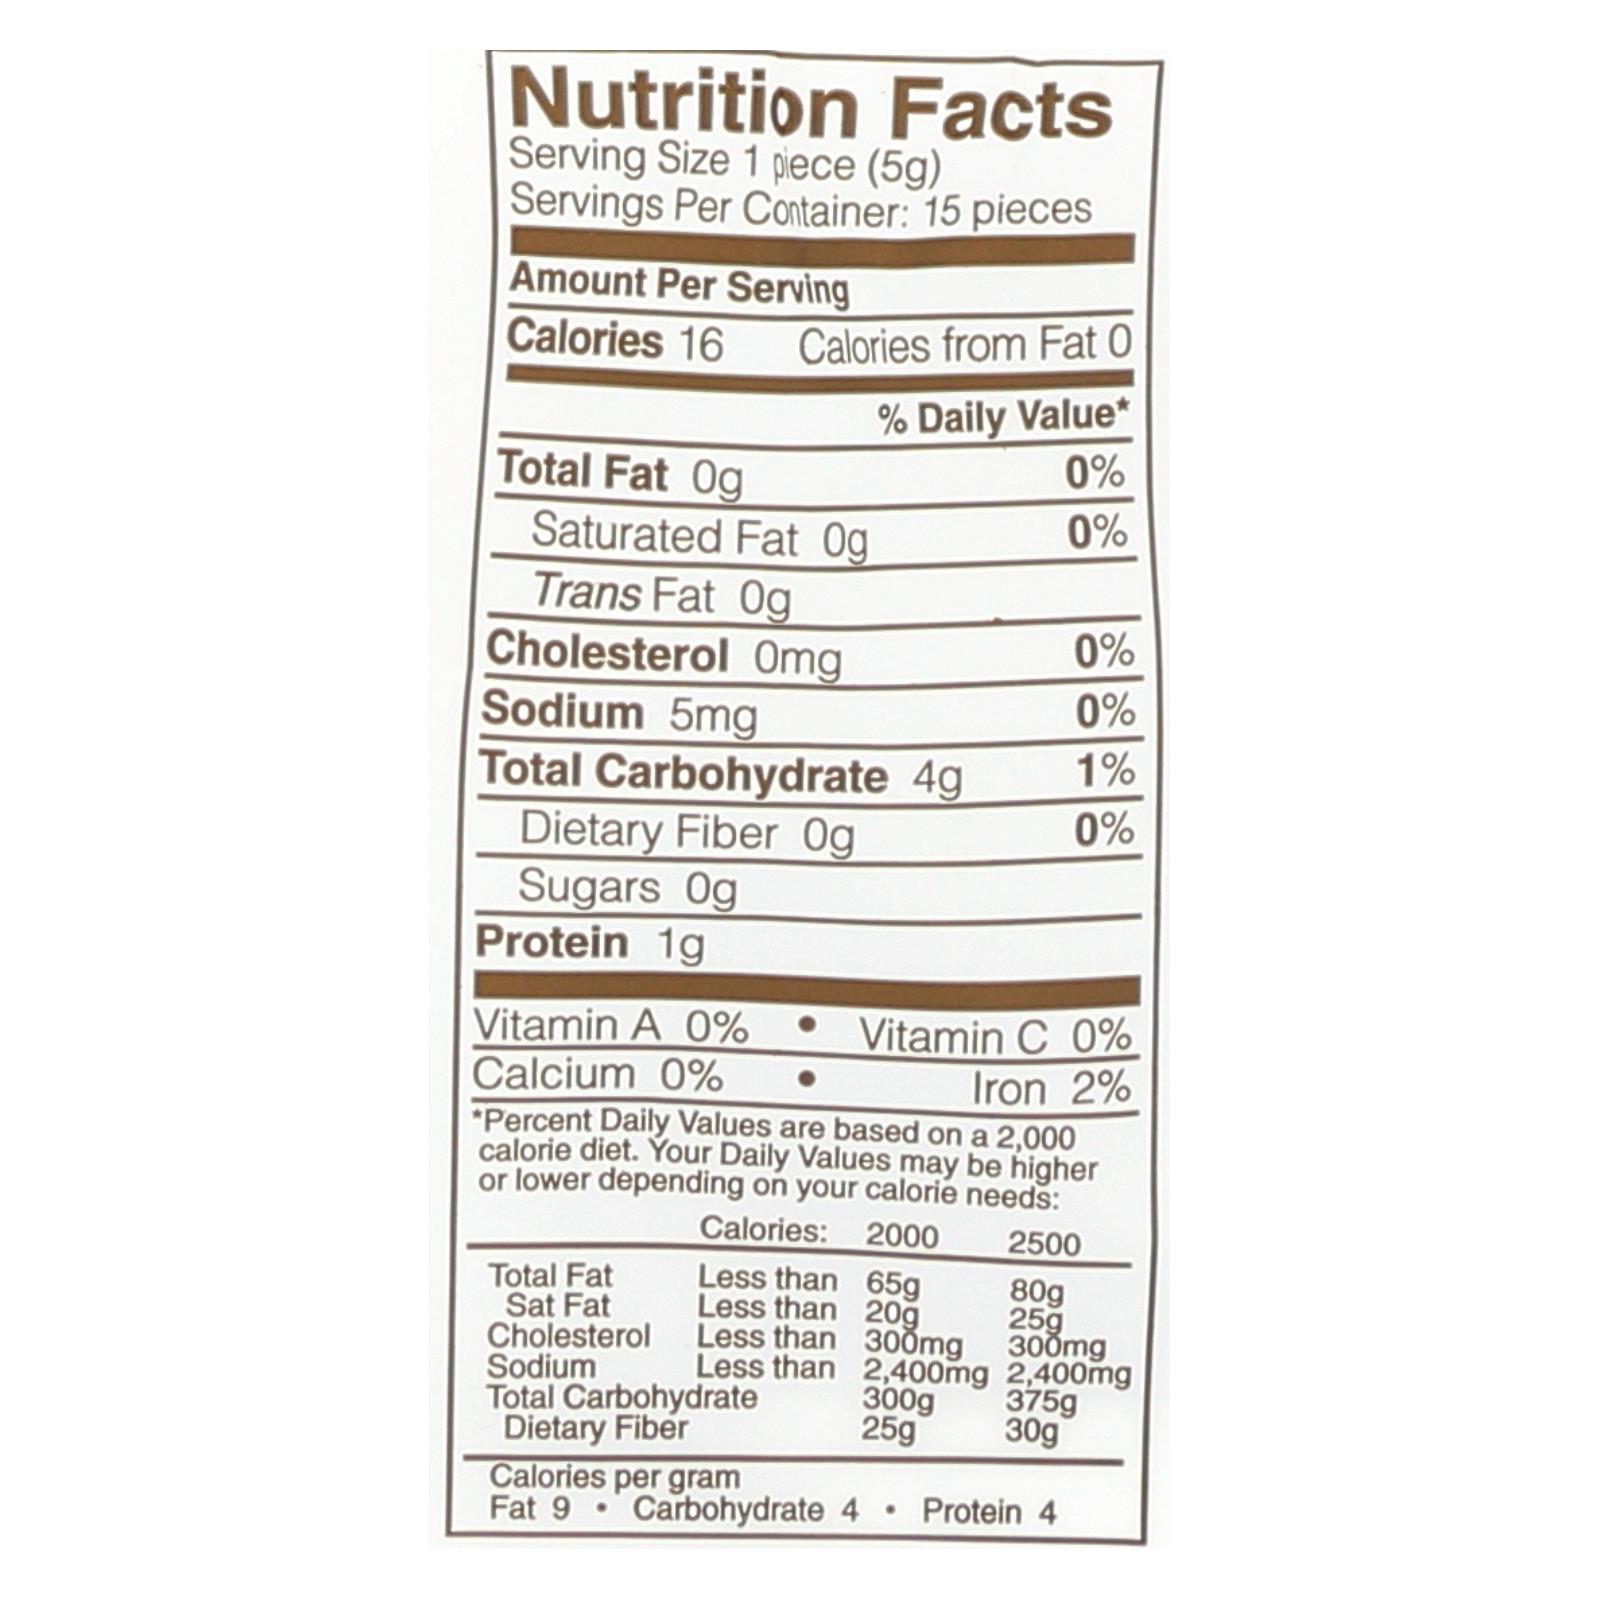 Nutrition Facts
Serving Size 1 piece (5g)
Servings Per Container: 15 pieces
Amount Per Serving
Calories 16 Calories from Fat 0
% Daily Value*
Total Fat 0g 0%
Saturated Fat 0g 0%
Trans Fat 0g
Cholesterol 0mg 0%
Sodium 5mg 0%
Total Carbohydrate 4g 1%
Dietary Fiber 0g 0%
Sugars 0g
Protein 1g
Vitamin A 0% • Vitamin C 0%
Calcium 0% • Iron 2%
*Percent Daily Values are based on a 2,000
calorie diet. Your Daily Values may be higher
or lower depending on your calorie needs:
Calories: 2000 2500
Total Fat Less than 65g 80g
Sat Fat Less than 20g 25g
Cholesterol Less than 300mg 300mg
Sodium Less than 2,400mg 2,400mg
Total Carbohydrate 300g 375g
Dietary Fiber 25g 30g
Calories per gram
Fat 9 • Carbohydrate 4 • Protein 4